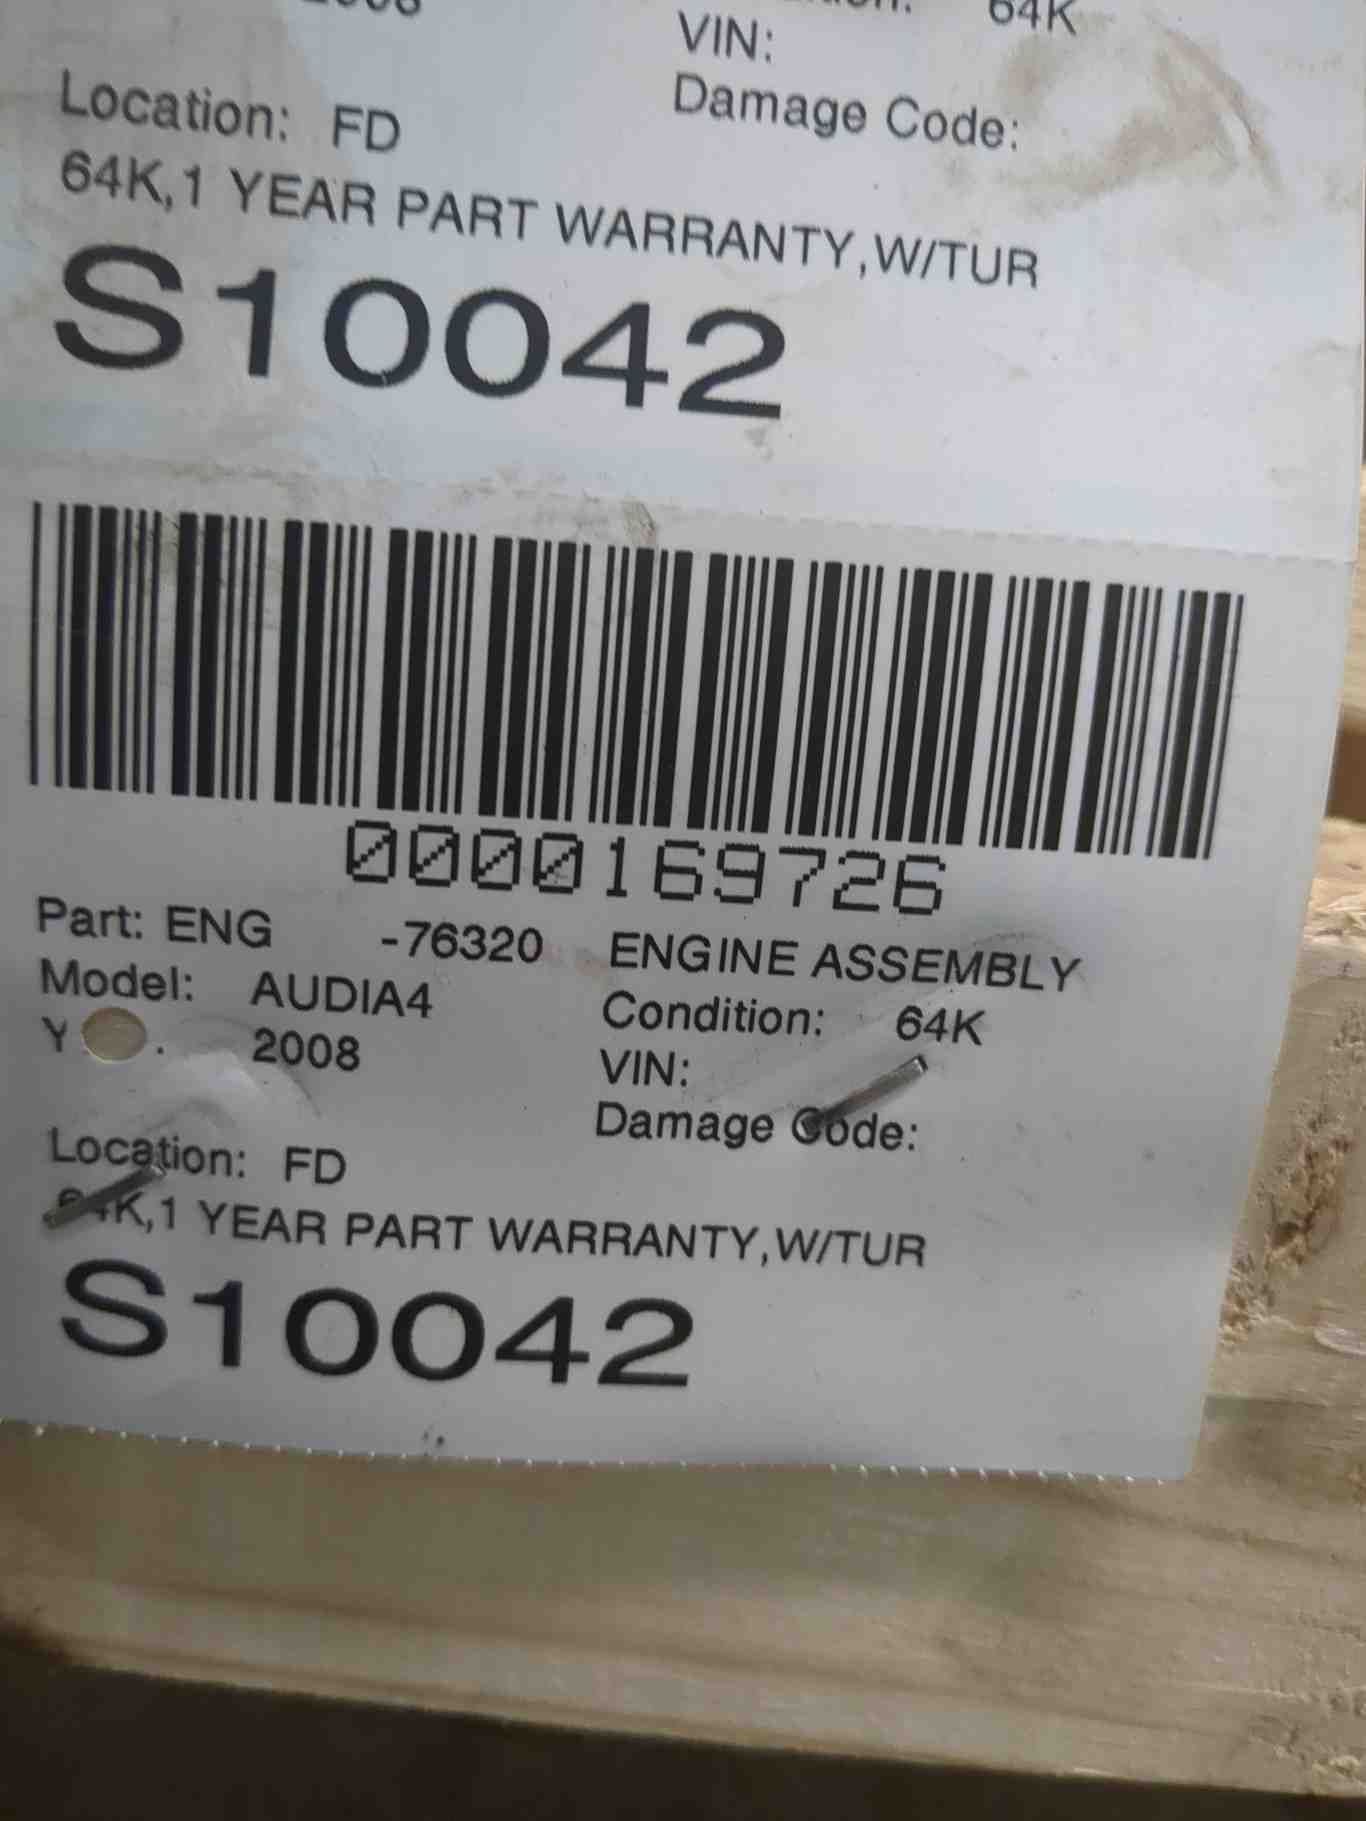 64K
VIN:
Damage Code:
Location: FD
64K,1 YEAR PART WARRANTY,W/TUR
S10042
0000169726
Part: ENG -76320 ENGINE ASSEMBLY
Model: AUDIA4 Condition: 64K
Y . 2008 VIN:
Damage Code:
Location: FD
64K,1 YEAR PART WARRANTY,W/TUR
S10042